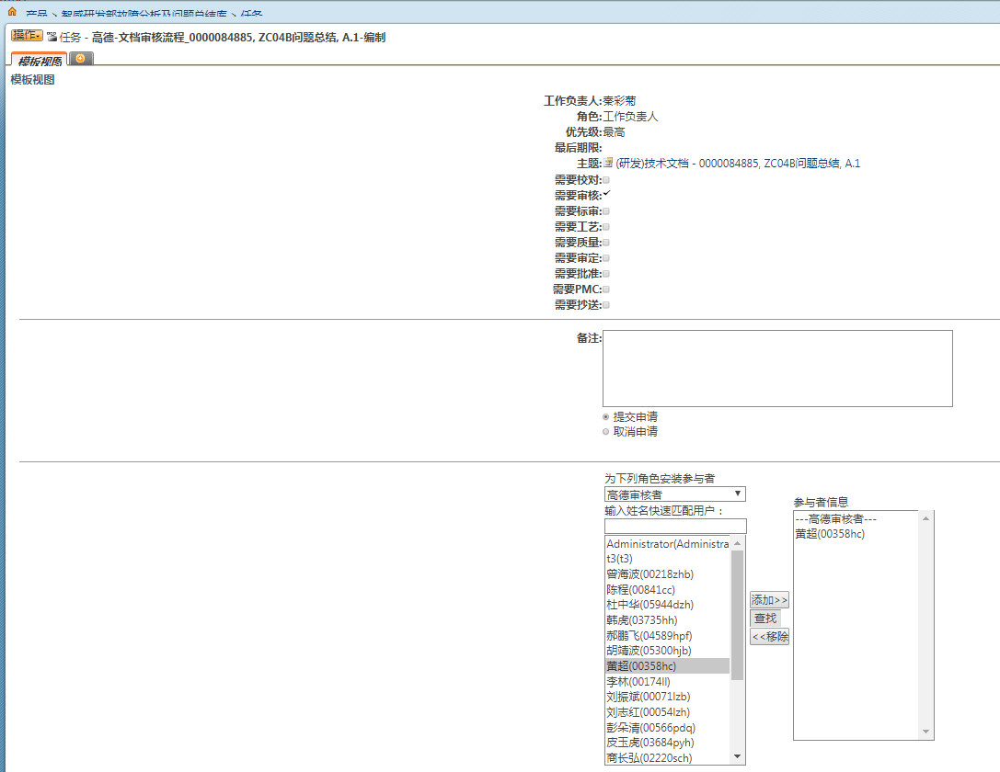 产品 > 智感研发部故障分析及问题总结库 > 任务
操作 任务 - 高德-文档审核流程_0000084885, ZC04B问题总结, A.1-编制
模板视图
模板视图
工作负责人:秦彩菊
角色:工作负责人
优先级:最高
最后期限:
主题: (研发)技术文档 - 0000084885, ZC04B问题总结, A.1
需要校对:
需要审核:
需要标审:
需要工艺:
需要质量:
需要审定:
需要批准:
需要PMC:
需要抄送:
备注:
提交申请
取消申请
为下列角色安装参与者
高德审核者
输入姓名快速匹配用户：
Administrator(Administra
t3(t3)
曾海波(00218zhb)
陈程(00841cc)
杜中华(05944dzh)
韩虎(03735hh)
郝鹏飞(04589hpf)
胡靖波(05300hjb)
黄超(00358hc)
李林(00174ll)
刘振斌(00071lzb)
刘志红(00054lzh)
彭朵清(00566pdq)
皮玉虎(03684pyh)
商长弘(02220sch)
添加>>
查找
<<移除
参与者信息
---高德审核者---
黄超(00358hc)